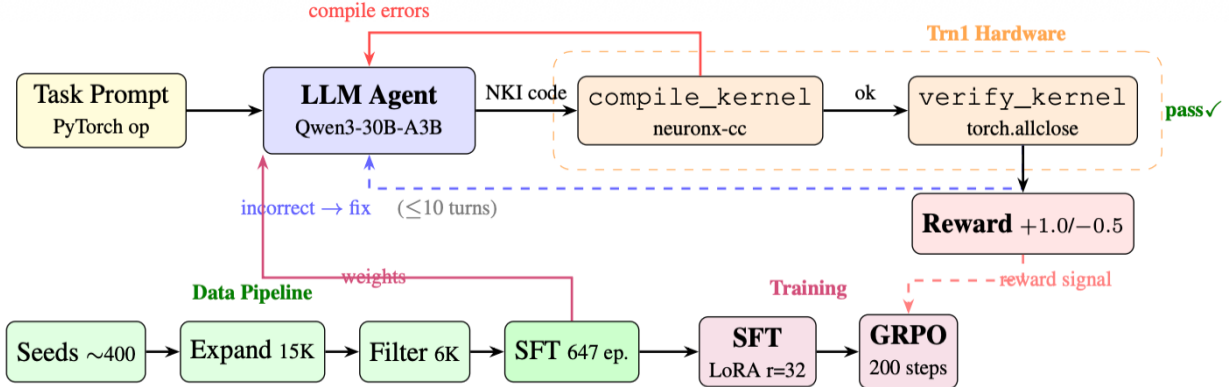 compile errors
Trn1 Hardware
Task Prompt
PyTorch op
LLM Agent
Qwen3-30B-A3B
NKI code
compile_kernel
neuronx-cc
ok
verify_kernel
torch.allclose
pass✓
incorrect → fix
(≤10 turns)
Reward +1.0/−0.5
weights
reward signal
Data Pipeline
Training
Seeds ∼400
Expand 15K
Filter 6K
SFT 647 ep.
SFT
LoRA r=32
GRPO
200 steps